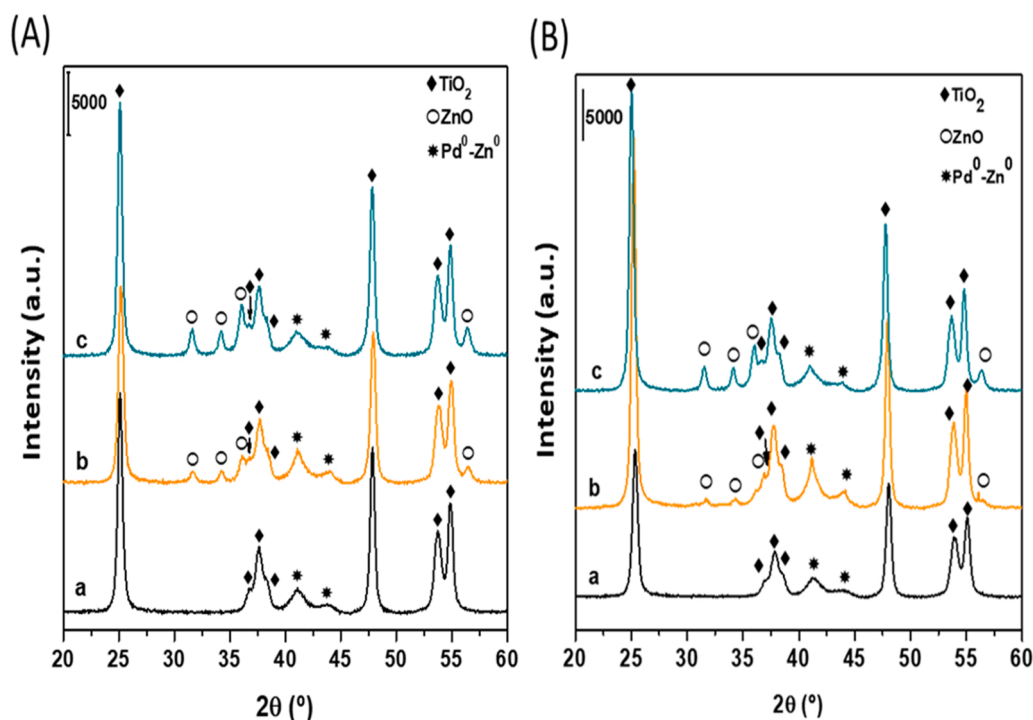 (A)
5000
♦TiO₂
○ZnO
✷Pd⁰-Zn⁰
Intensity (a.u.)
c
b
a
20 25 30 35 40 45 50 55 60
2θ (º)
(B)
5000
♦TiO₂
○ZnO
✷Pd⁰-Zn⁰
Intensity (a.u.)
c
b
a
20 25 30 35 40 45 50 55 60
2θ (º)